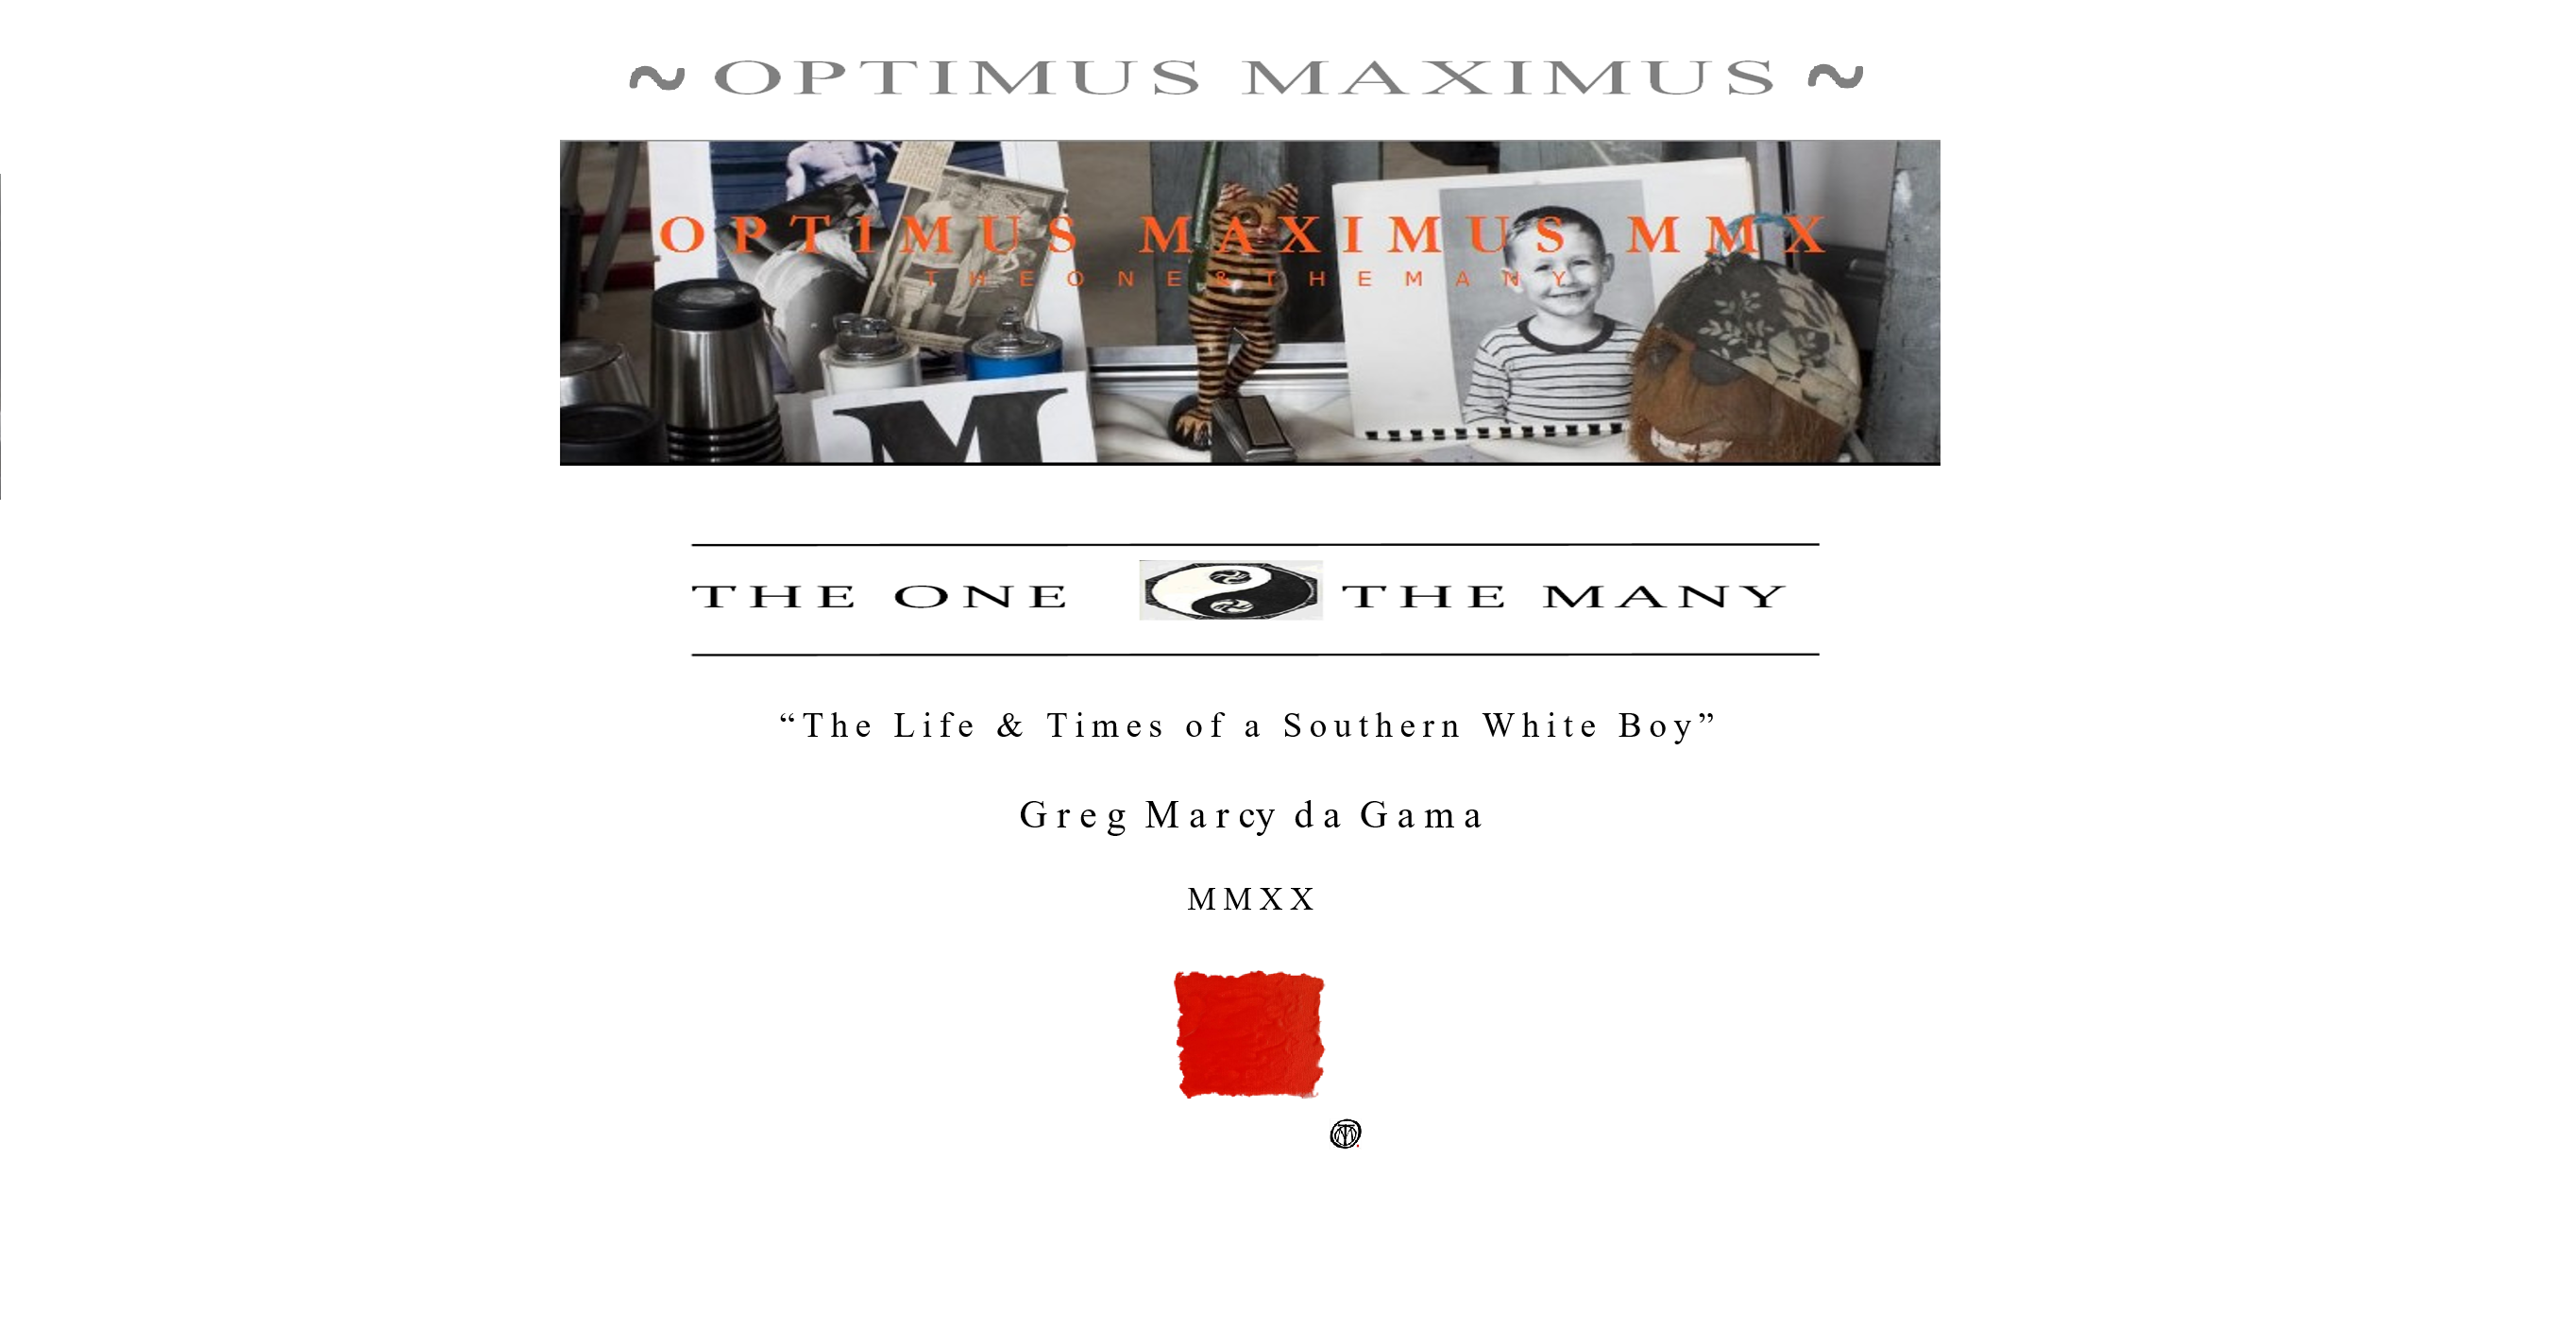 ~ OPTIMUS MAXIMUS ~
OPTIMUS MAXIMUS MMX
THE ONE & THE MANY
M
THE ONE THE MANY
“The Life & Times of a Southern White Boy”
Greg Marcy da Gama
MMXX